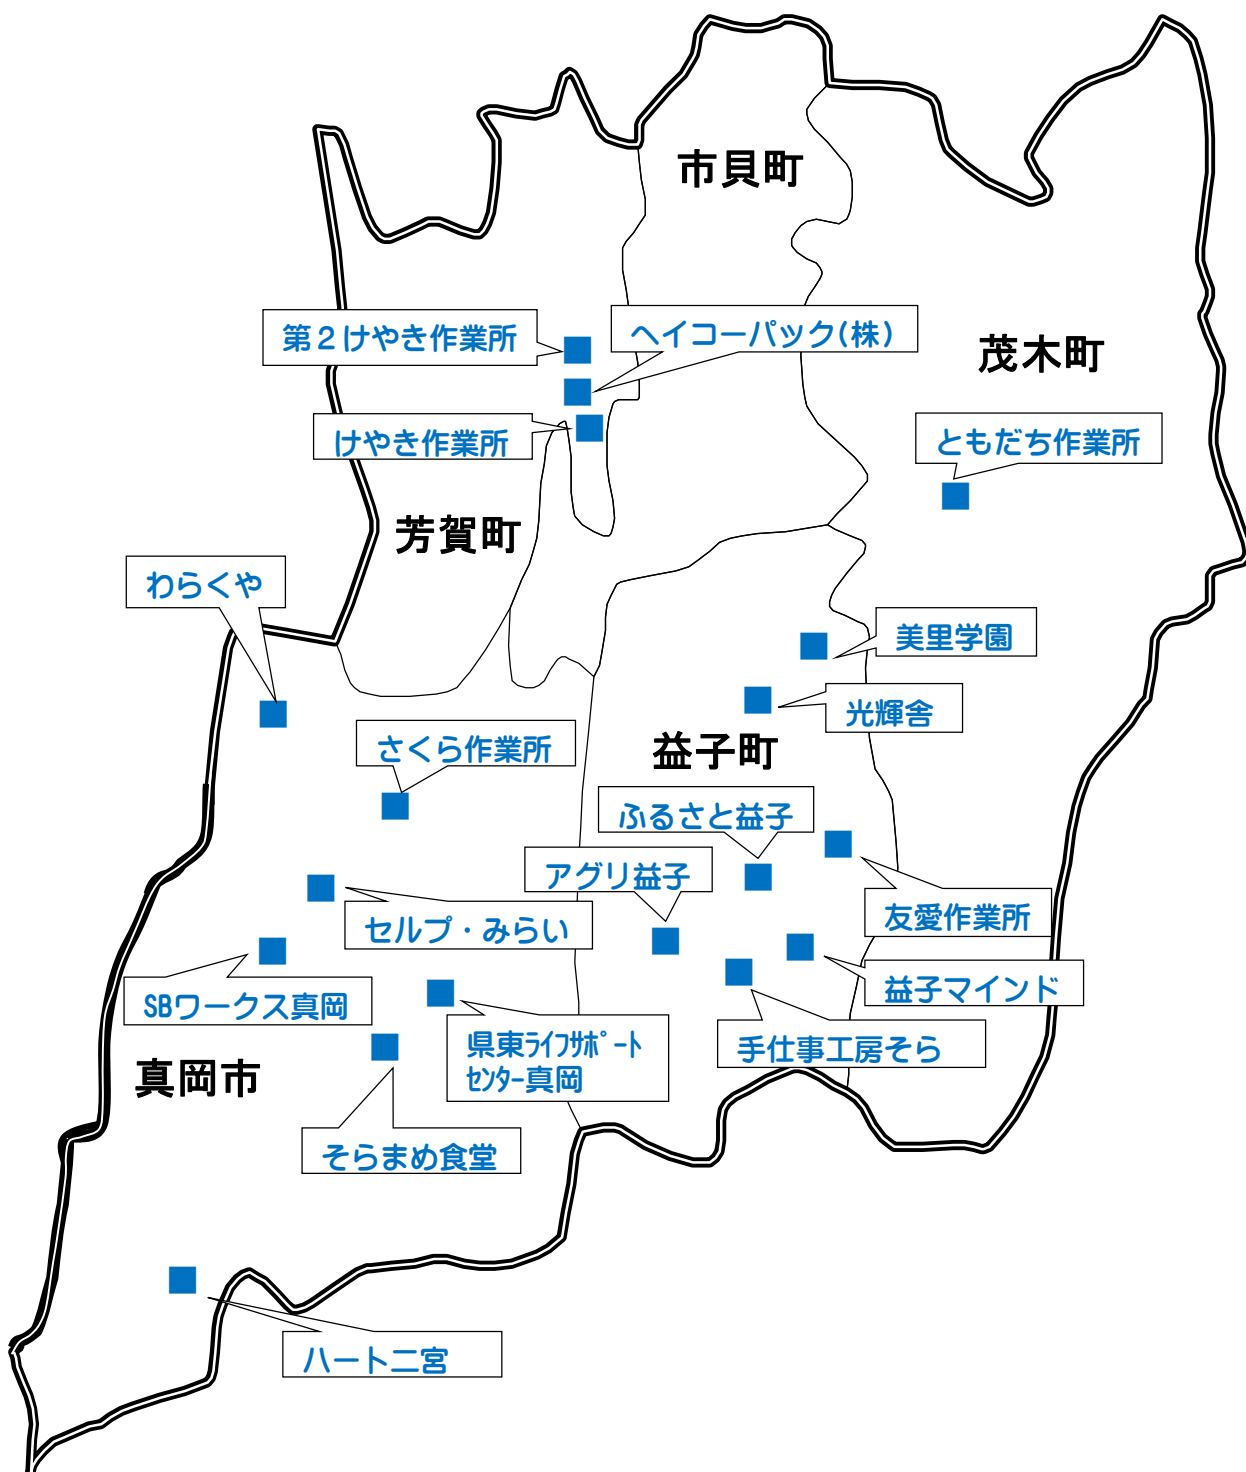 市貝町
第2けやき作業所
ヘイコーパック(株)
茂木町
けやき作業所
ともだち作業所
芳賀町
わらくや
美里学園
光輝舎
さくら作業所
益子町
ふるさと益子
アグリ益子
セルプ・みらい
友愛作業所
SBワークス真岡
益子マインド
県東ﾗｲﾌｻﾎﾟｰﾄ
ｾﾝﾀｰ真岡
手仕事工房そら
真岡市
そらまめ食堂
ハート二宮